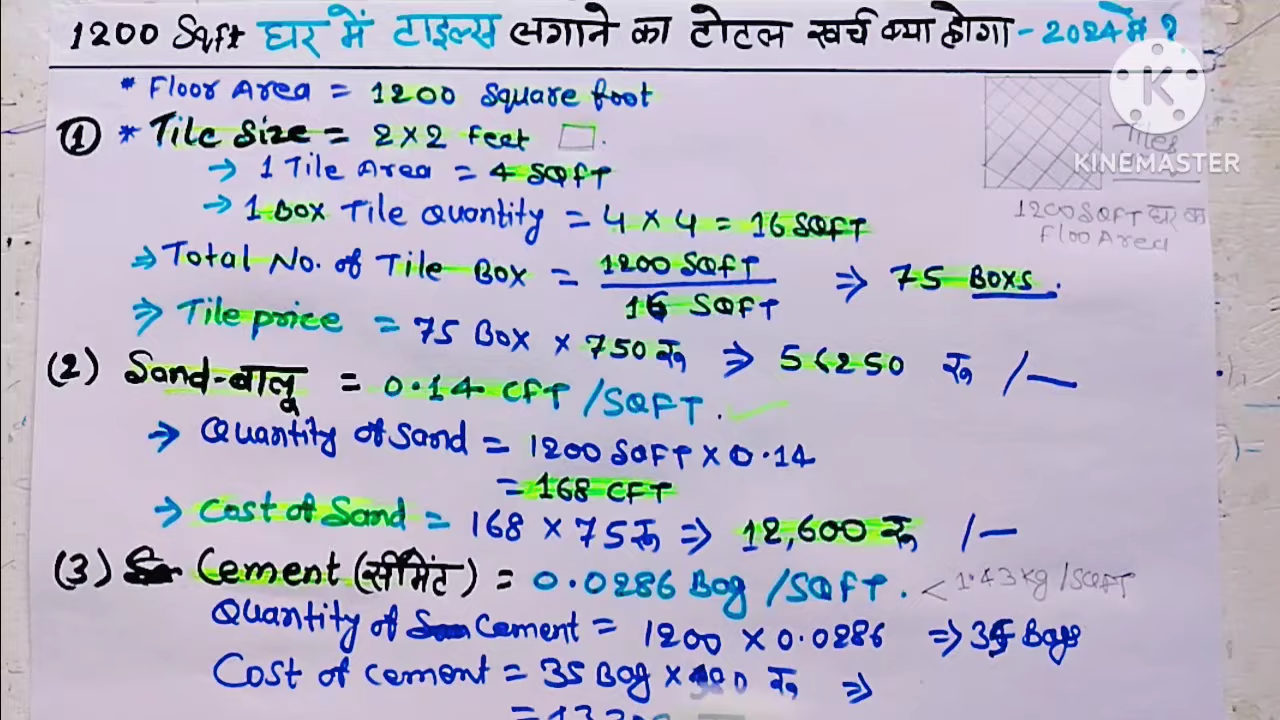 1200 Sqft घर में टाइल्स लगाने का टोटल खर्च क्या होगा - 2024 में ?
* Floor Area = 1200 Square foot
① * Tile Size = 2×2 feet
→ 1 Tile Area = 4 SQFT
→ 1 Box Tile Quantity = 4 × 4 = 16 SQFT
⇒ Total No. of Tile Box = 1200 SQFT / 16 SQFT ⇒ 75 Boxs.
⇒ Tile price = 75 Box × 750 रू ⇒ 56250 रू /—
(2) Sand-बालू = 0.14 CFT /SQFT.
→ Quantity of Sand = 1200 SQFT × 0.14
= 168 CFT
→ Cost of Sand = 168 × 75 रू ⇒ 12,600 रू /—
(3) Cement (सीमेंट) = 0.0286 Bag /SQFT. < 1.43 kg /SQFT
Quantity of Cement = 1200 × 0.0286 ⇒ 35 Bags
Cost of cement = 35 Bag × रू ⇒
KINEMASTER
Tiles
1200 SQFT घर का
Floo Area